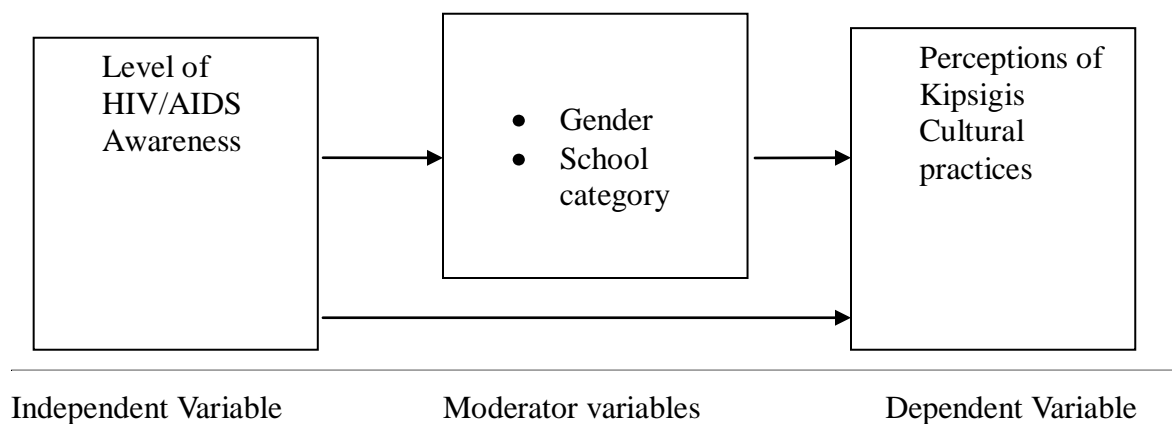 Level of
HIV/AIDS
Awareness
• Gender
• School
category
Perceptions of
Kipsigis
Cultural
practices
Independent Variable
Moderator variables
Dependent Variable